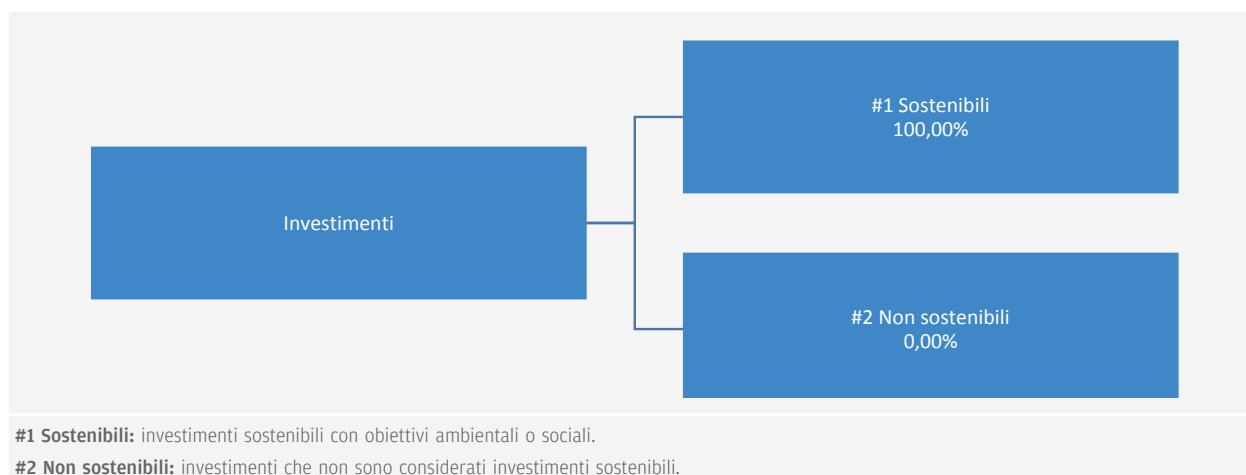 Investimenti
#1 Sostenibili
100,00%
#2 Non sostenibili
0,00%
#1 Sostenibili: investimenti sostenibili con obiettivi ambientali o sociali.
#2 Non sostenibili: investimenti che non sono considerati investimenti sostenibili.